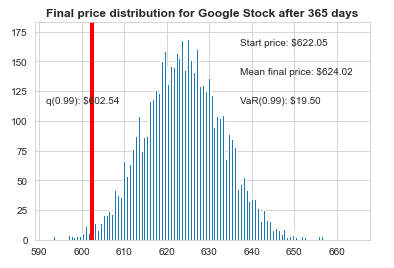 Final price distribution for Google Stock after 365 days
175
150
125
100
75
50
25
0
Start price: $622.05
Mean final price: $624.02
q(0.99): $602.54
VaR(0.99): $19.50
590 600 610 620 630 640 650 660